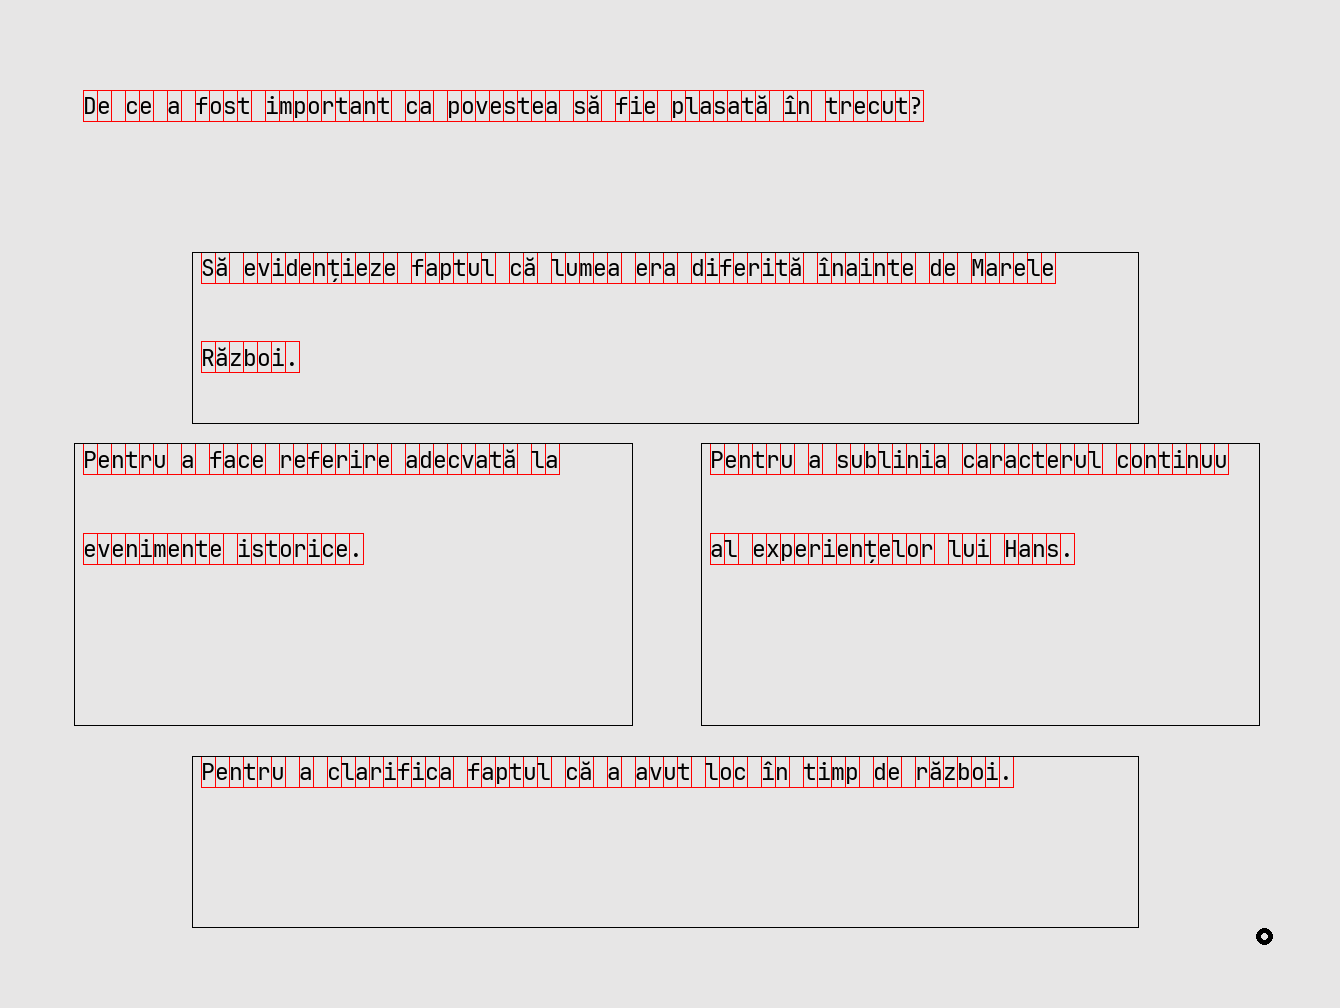 De ce a fost important ca povestea să fie plasată în trecut?
Să evidențieze faptul că lumea era diferită înainte de Marele
Război.
Pentru a face referire adecvată la
evenimente istorice.
Pentru a sublinia caracterul continuu
al experiențelor lui Hans.
Pentru a clarifica faptul că a avut loc în timp de război.